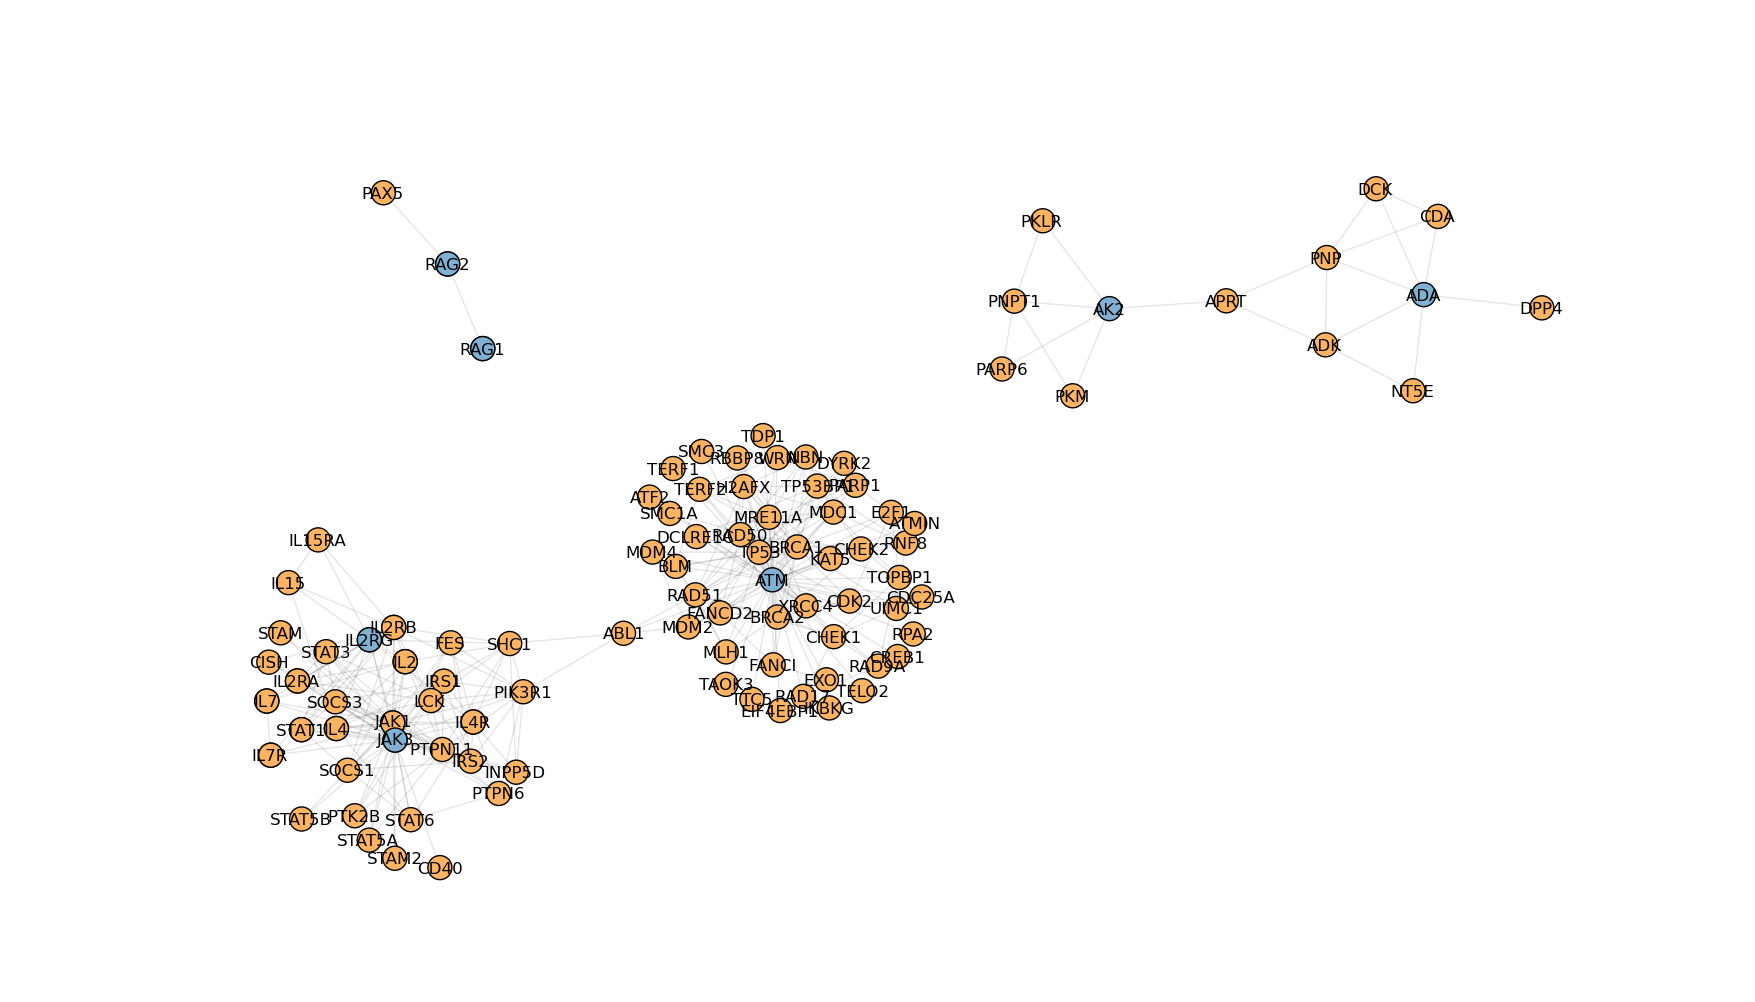 PAX5
RAG2
RAG1
DCK
CDA
PKLR
PNP
ADA
PNPT1
AK2
APRT
DPP4
ADK
PARP6
PKM
NT5E
TDP1
SMC3
RBBP8
WRN
NBN
DYRK2
TERF1
TERF2
H2AFX
TP53BP1
PARP1
ATF2
SMC1A
MRE11A
MDC1
E2F1
ATMIN
DCLRE1C
RAD50
BRCA1
CHEK2
RNF8
MDM4
TP53
KAT5
BLM
ATM
TOPBP1
RAD51
XRCC4
CDK2
CDC25A
UIMC1
FANCD2
BRCA2
MDM2
ABL1
CHEK1
RPA2
MLH1
FANCI
RAD9A
CREB1
TAOK3
EXO1
TELO2
TTC5
RAD17
EIF4EBP1
IKBKG
IL15RA
IL15
STAM
IL2RB
IL2RG
FES
SHC1
CISH
STAT3
IL2
IL2RA
IRS1
PIK3R1
IL7
SOCS3
LCK
STAT1
IL4
JAK1
IL4R
JAK3
IL7R
PTPN11
IRS2
SOCS1
INPP5D
PTPN6
STAT5B
PTK2B
STAT6
STAT5A
STAM2
CD40